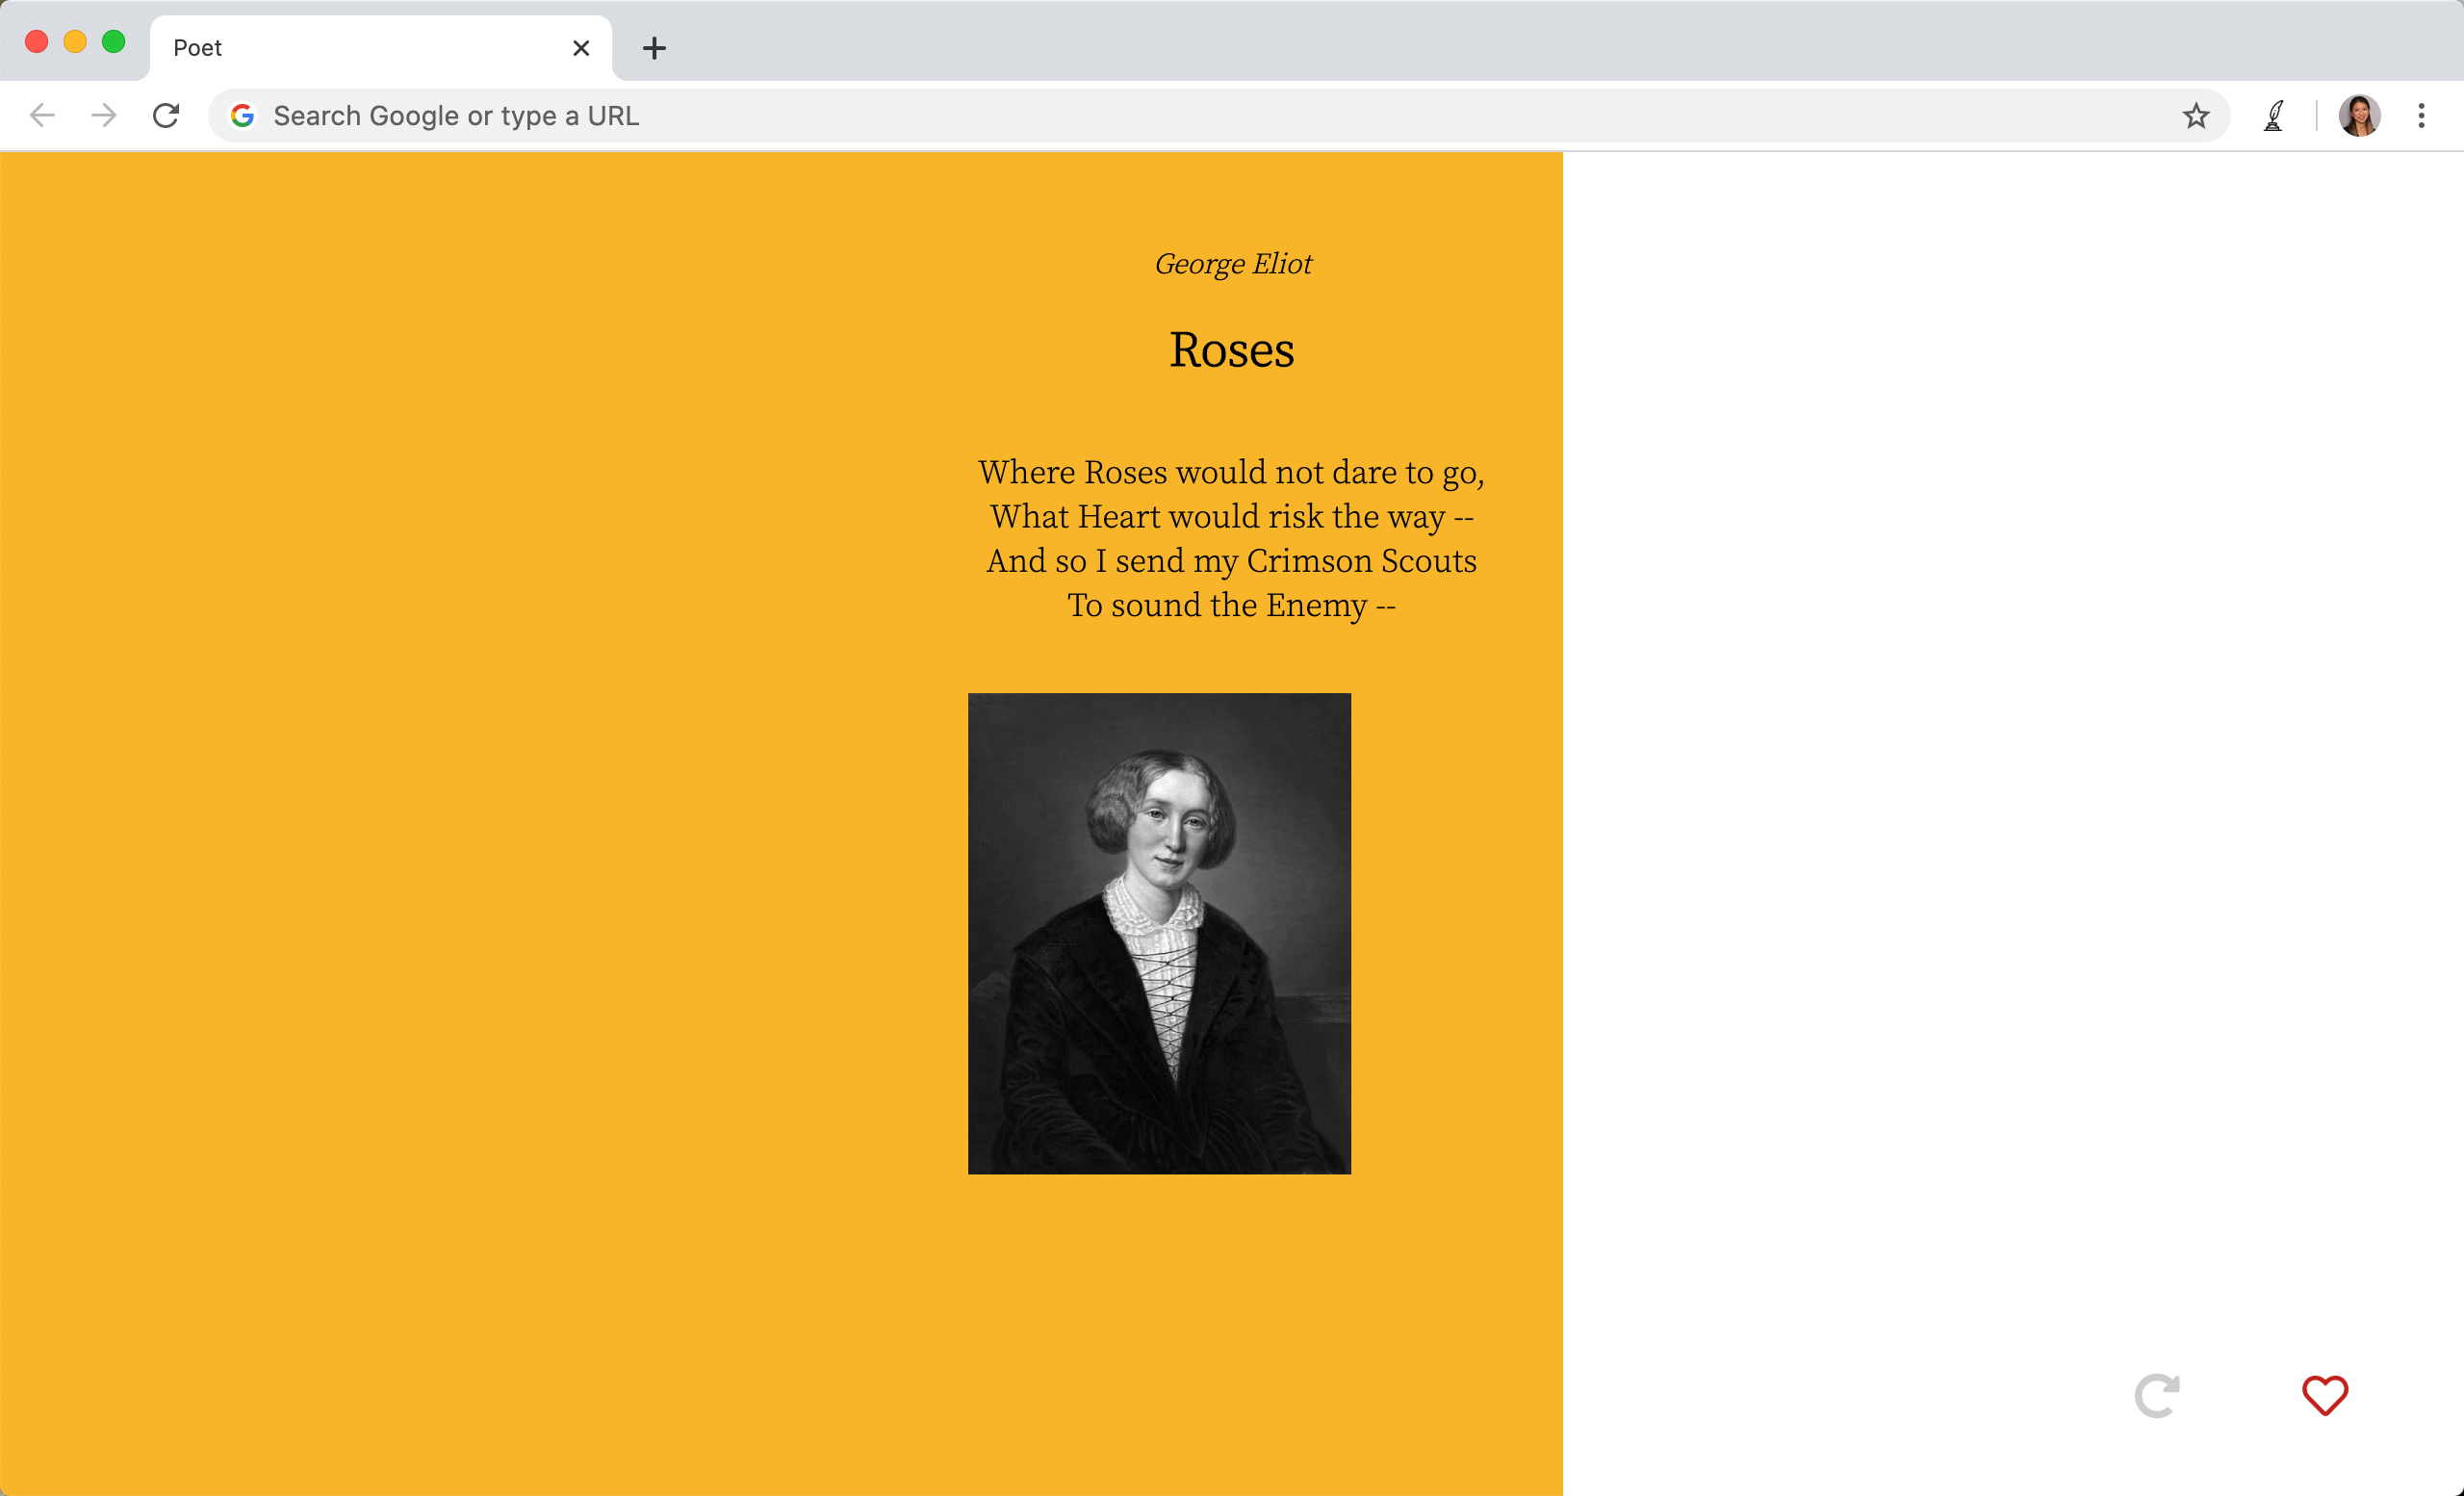 Poet
Search Google or type a URL
George Eliot
Roses
Where Roses would not dare to go,
What Heart would risk the way --
And so I send my Crimson Scouts
To sound the Enemy --